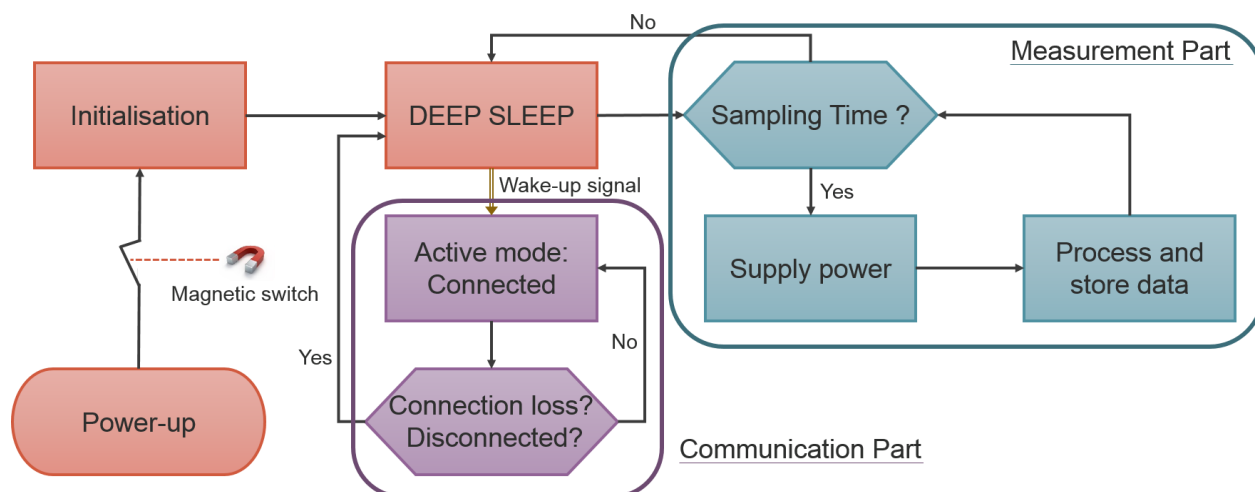 No
Measurement Part
Initialisation
DEEP SLEEP
Sampling Time ?
Wake-up signal
Yes
Active mode:
Connected
Supply power
Process and
store data
Magnetic switch
Yes
No
Power-up
Connection loss?
Disconnected?
Communication Part